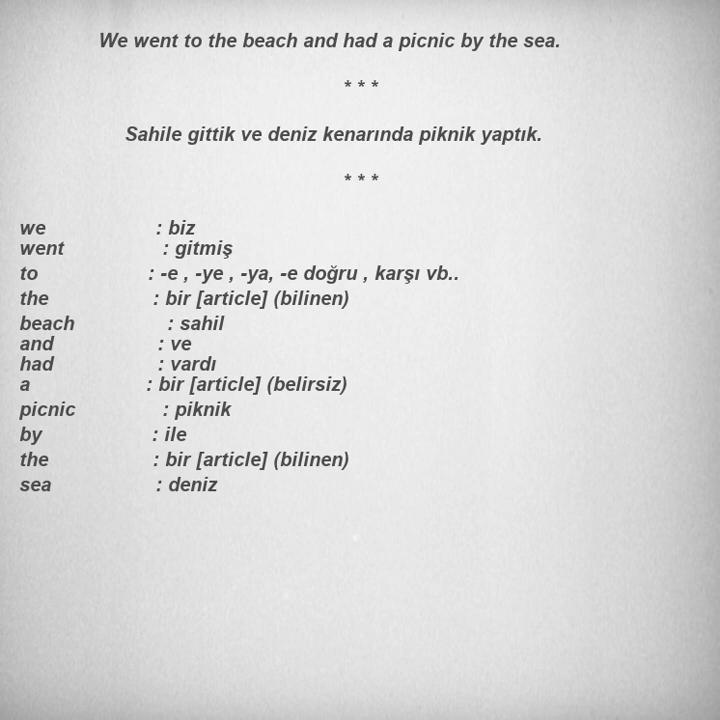 We went to the beach and had a picnic by the sea.
* * *
Sahile gittik ve deniz kenarında piknik yaptık.
* * *
we : biz
went : gitmiş
to : -e , -ye , -ya, -e doğru , karşı vb..
the : bir [article] (bilinen)
beach : sahil
and : ve
had : vardı
a : bir [article] (belirsiz)
picnic : piknik
by : ile
the : bir [article] (bilinen)
sea : deniz